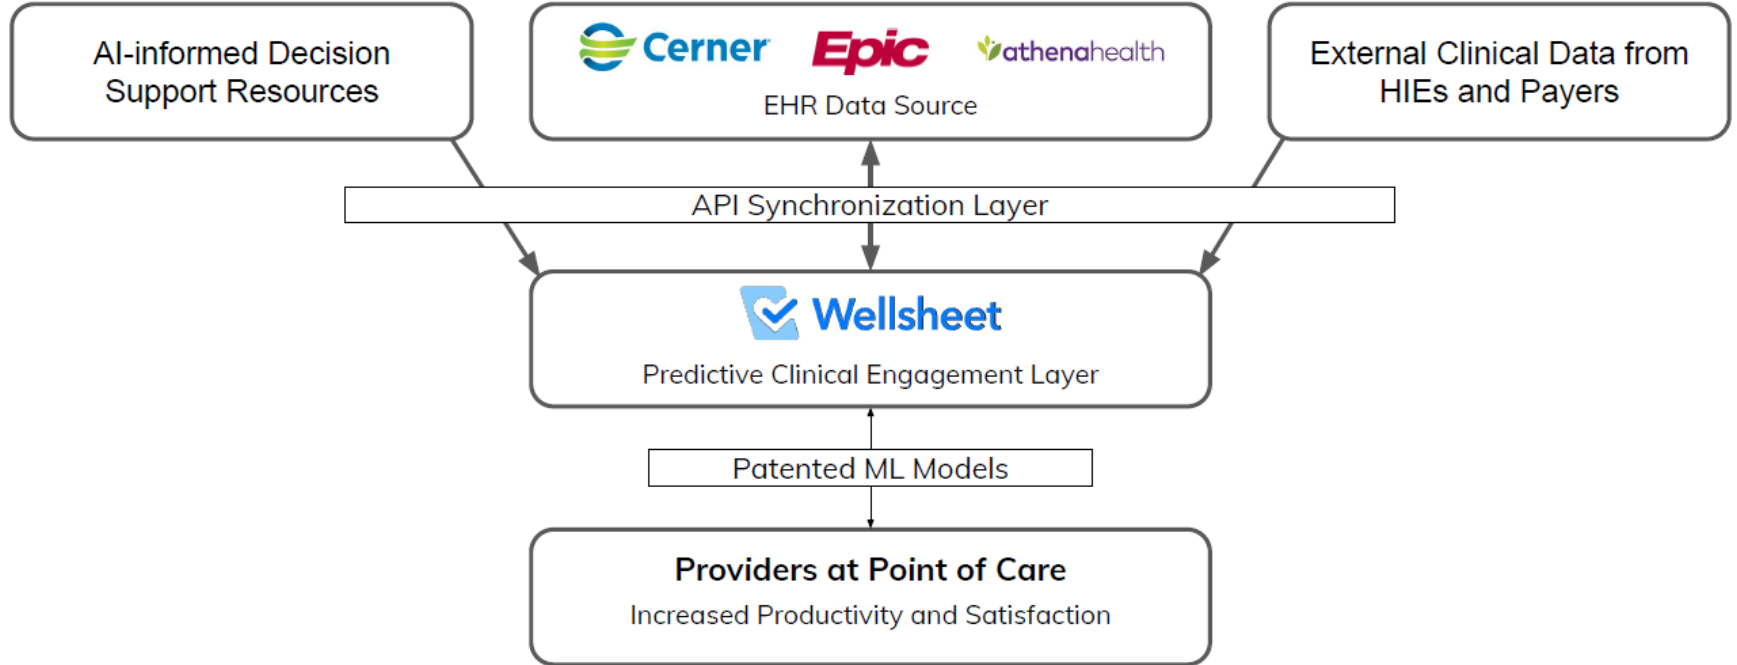 AI-informed Decision
Support Resources
Cerner Epic athenahealth
EHR Data Source
External Clinical Data from
HIEs and Payers
API Synchronization Layer
Wellsheet
Predictive Clinical Engagement Layer
Patented ML Models
Providers at Point of Care
Increased Productivity and Satisfaction